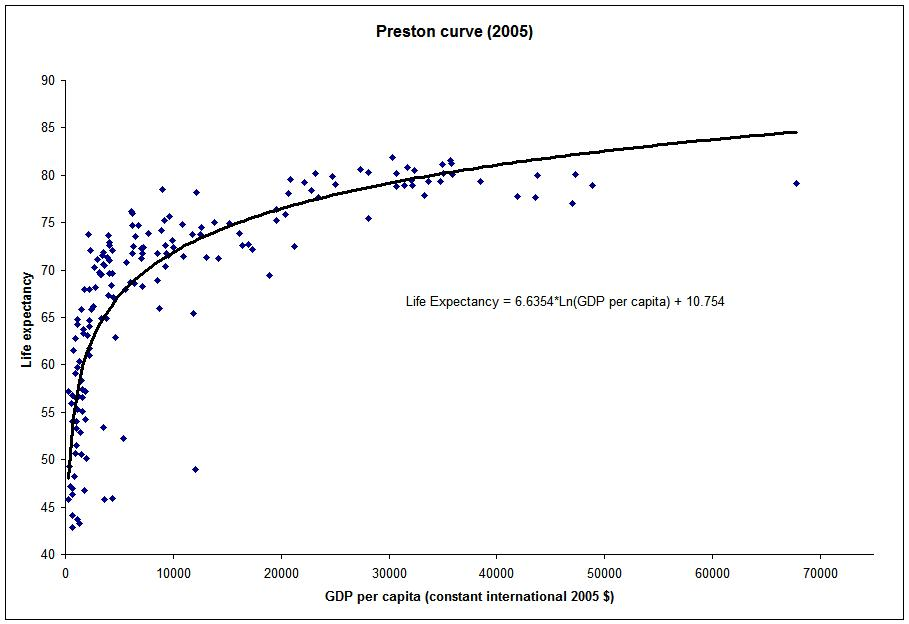 Preston curve (2005)
90
85
80
75
70
65
60
55
50
45
40
Life expectancy
Life Expectancy = 6.6354*Ln(GDP per capita) + 10.754
0 10000 20000 30000 40000 50000 60000 70000
GDP per capita (constant international 2005 $)